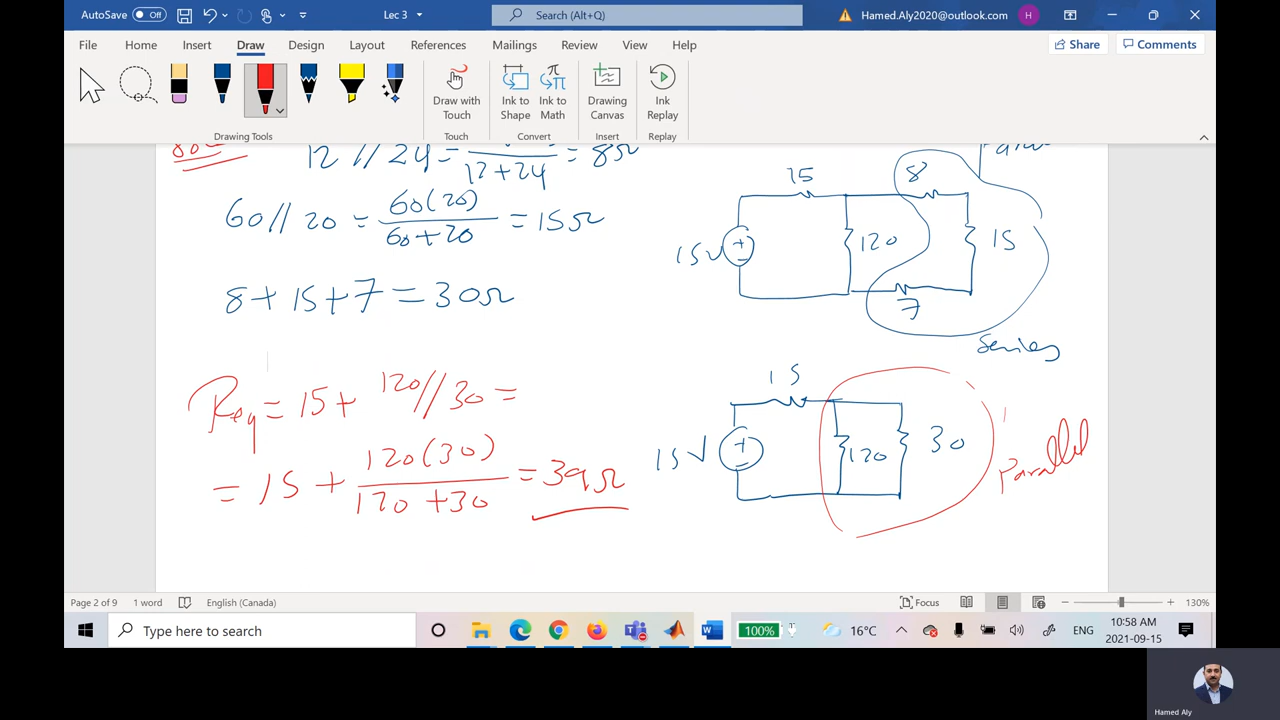 AutoSave Off Lec 3 Search (Alt+Q) Hamed.Aly2020@outlook.com H
File Home Insert Draw Design Layout References Mailings Review View Help Share Comments
Draw with Touch
Ink to Shape
Ink to Math
Drawing Canvas
Ink Replay
Drawing Tools Touch Convert Insert Replay
12 // 24 = 12+24 = 8Ω
60 // 20 = 60(20) / 60+20 = 15Ω
8 + 15 + 7 = 30Ω
15 8
15V + - 120 15
7
Series
Req = 15 + 120 // 30 =
= 15 + 120(30) / 120 + 30 = 39Ω
15
15V + - 120 30
Parallel
Page 2 of 9 1 word English (Canada) Focus 130%
Type here to search 100% 16°C ENG 10:58 AM 2021-09-15
Hamed Aly